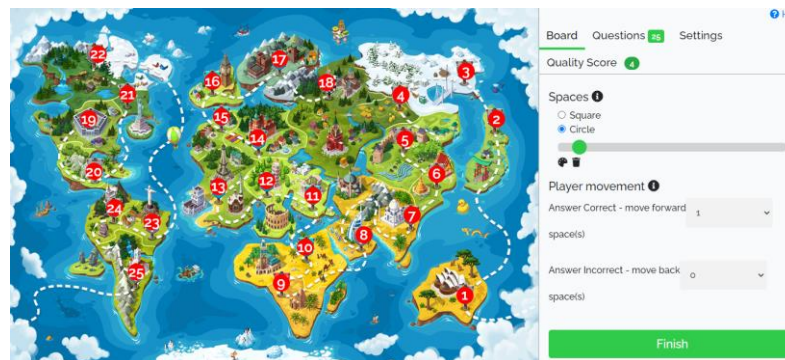 H
Board Questions 25 Settings
Quality Score 4
Spaces
Square
Circle
Player movement
Answer Correct - move forward 1
space(s)
Answer Incorrect - move back 0
space(s)
Finish
22
17
3
16
18
21
4
15
2
19
14
5
20
13
12
11
6
24
23
7
8
10
25
9
1